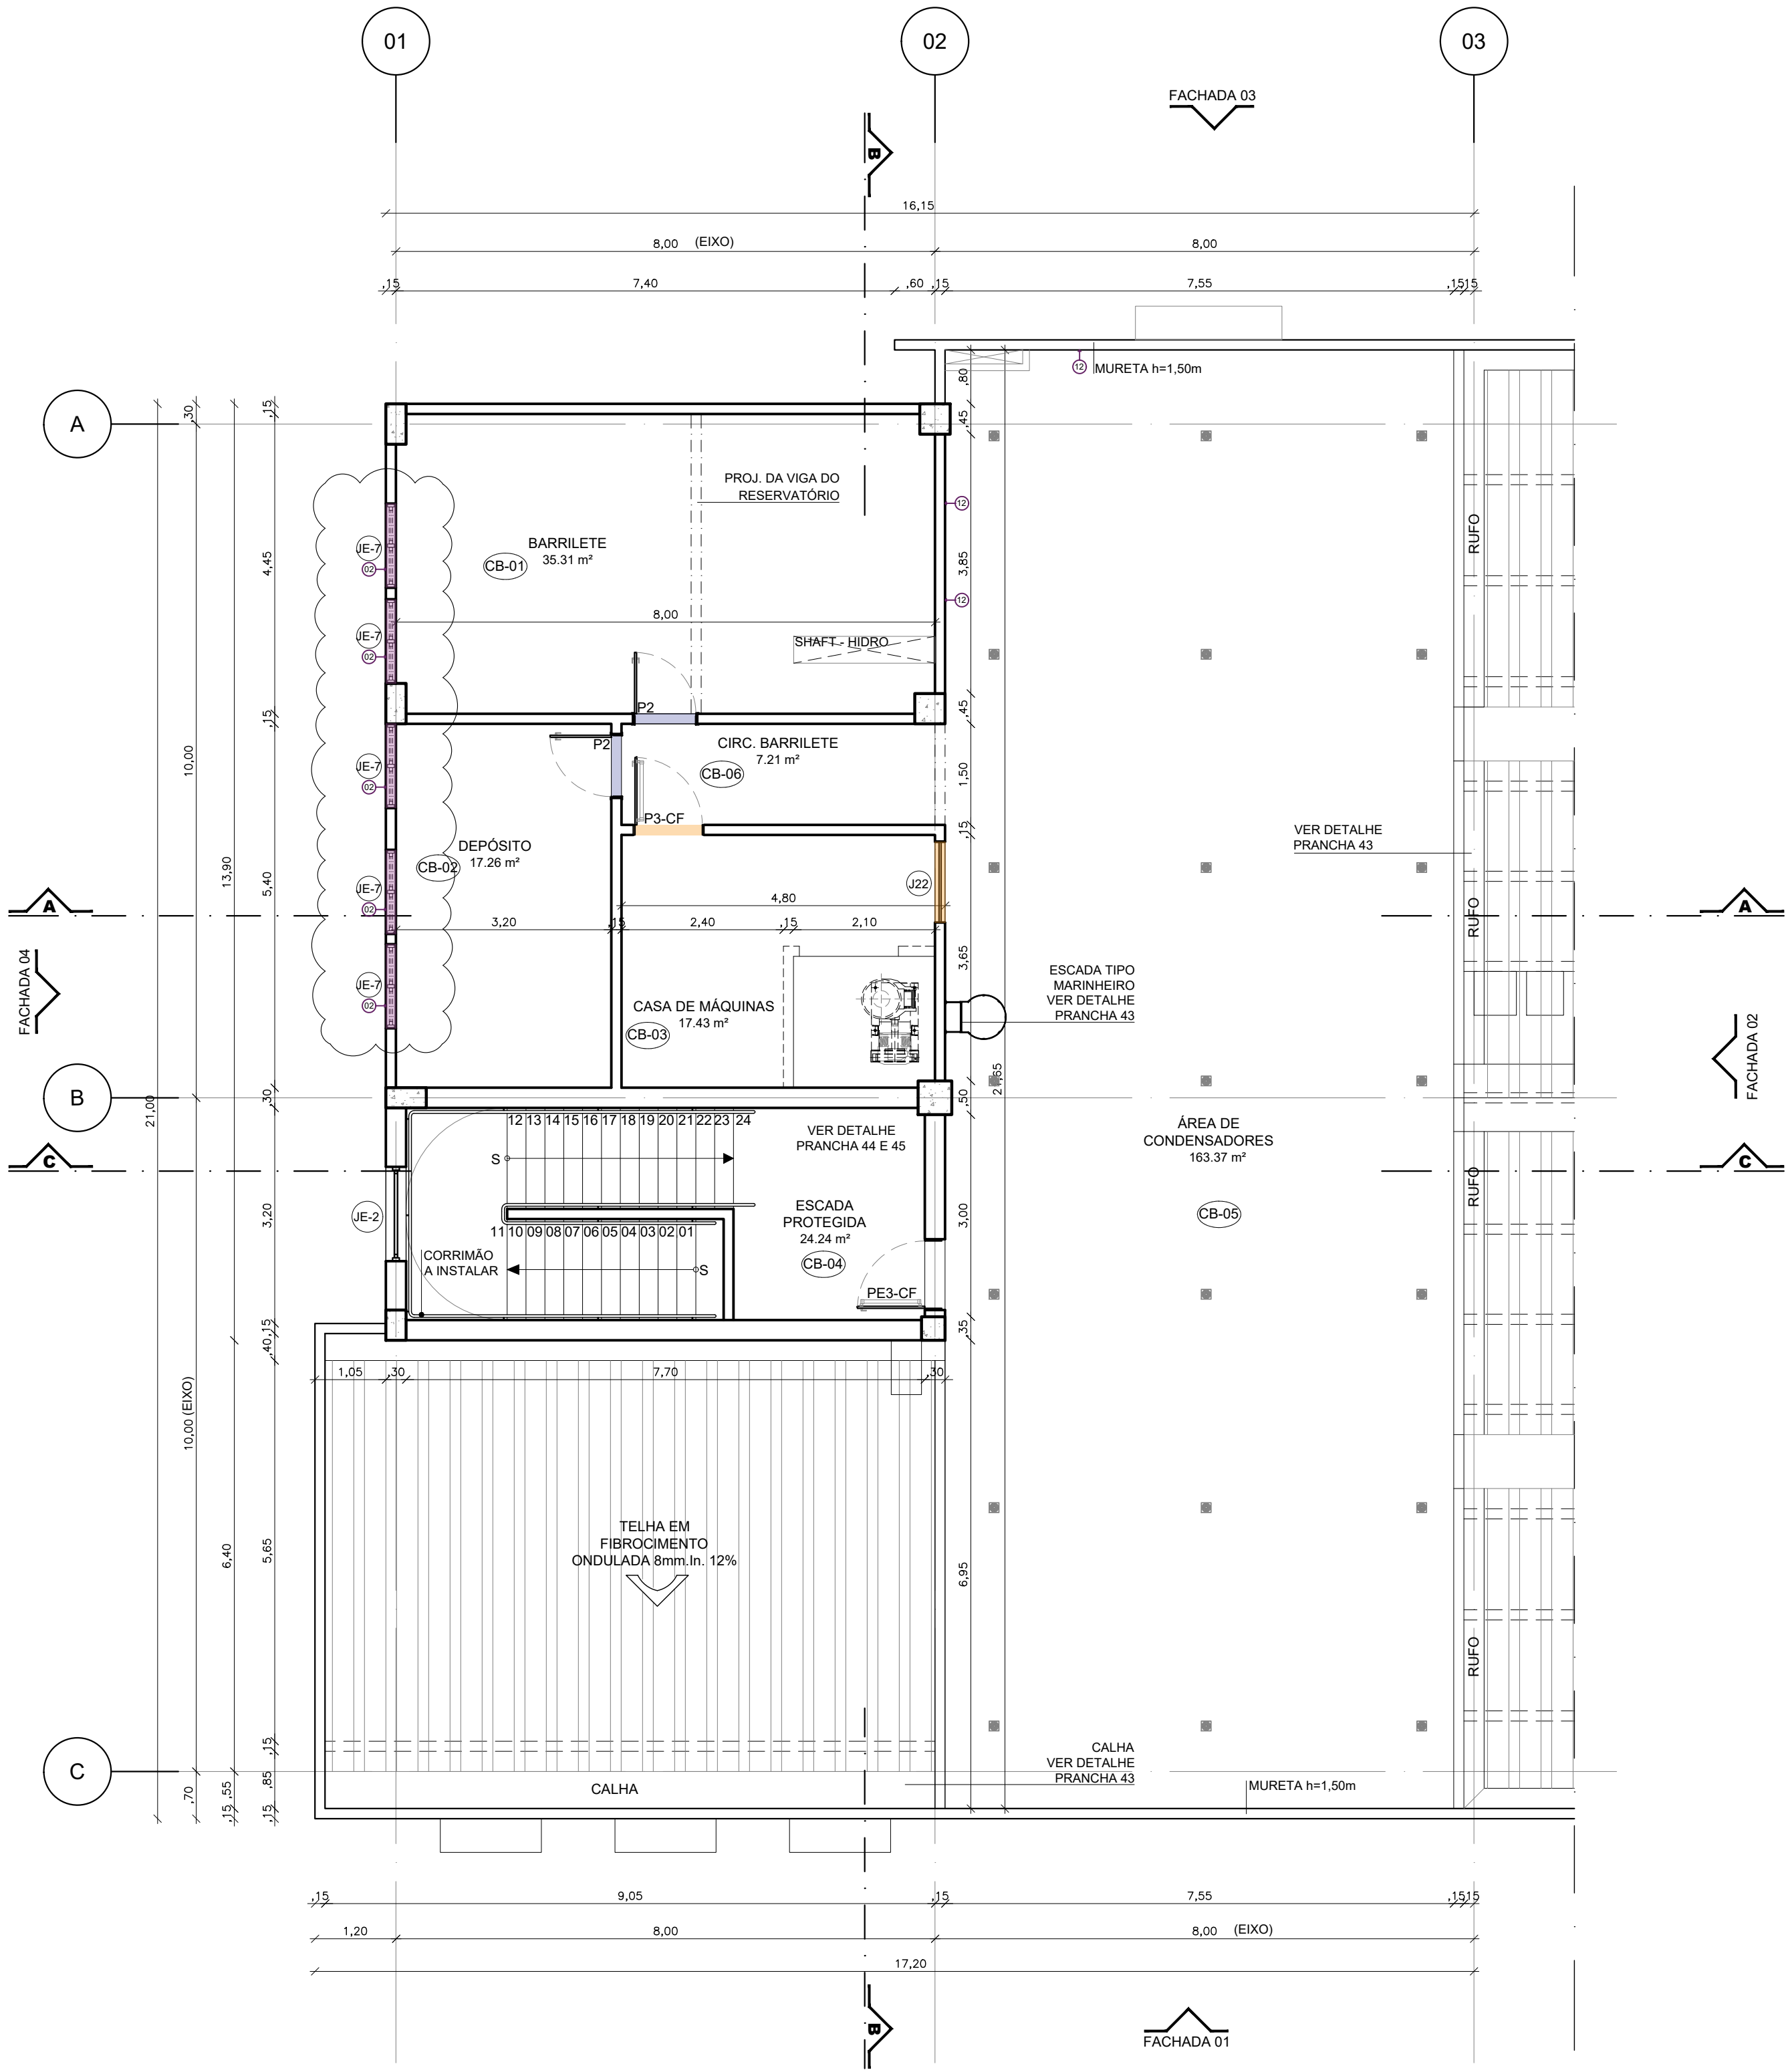 01
02
03
FACHADA 03
B
16,15
8,00 (EIXO)
8,00
,15
7,40
,60
,15
7,55
,15
15
A
,30
,15
,80
12
MURETA h=1,50m
,45
PROJ. DA VIGA DO
RESERVATÓRIO
12
RUFO
BARRILETE
35.31 m²
CB-01
JE-7
02
4,45
3,85
12
8,00
SHAFT - HIDRO
JE-7
02
P2
,45
,15
P2
CIRC. BARRILETE
7.21 m²
CB-06
JE-7
02
10,00
1,50
P3-CF
,15
VER DETALHE
PRANCHA 43
DEPÓSITO
17.26 m²
CB-02
13,90
5,40
JE-7
02
J22
4,80
A
A
RUFO
3,20
,15
2,40
,15
2,10
3,65
FACHADA 04
JE-7
02
ESCADA TIPO
MARINHEIRO
VER DETALHE
PRANCHA 43
CASA DE MÁQUINAS
17.43 m²
CB-03
FACHADA 02
B
21,00
,30
,50
12 13 14 15 16 17 18 19 20 21 22 23 24
S
VER DETALHE
PRANCHA 44 E 45
ÁREA DE
CONDENSADORES
163.37 m²
CB-05
C
C
RUFO
JE-2
3,20
3,00
ESCADA
PROTEGIDA
24.24 m²
CB-04
11 10 09 08 07 06 05 04 03 02 01
S
CORRIMÃO
A INSTALAR
PE3-CF
,15
,40
,35
1,05
,30
7,70
,30
10,00 (EIXO)
6,40
5,65
TELHA EM
FIBROCIMENTO
ONDULADA 8mm.In. 12%
6,95
RUFO
C
,15
,85
,15
,70
,55
,15
CALHA
CALHA
VER DETALHE
PRANCHA 43
MURETA h=1,50m
,15
9,05
,15
7,55
,15
15
1,20
8,00
8,00 (EIXO)
17,20
B
FACHADA 01